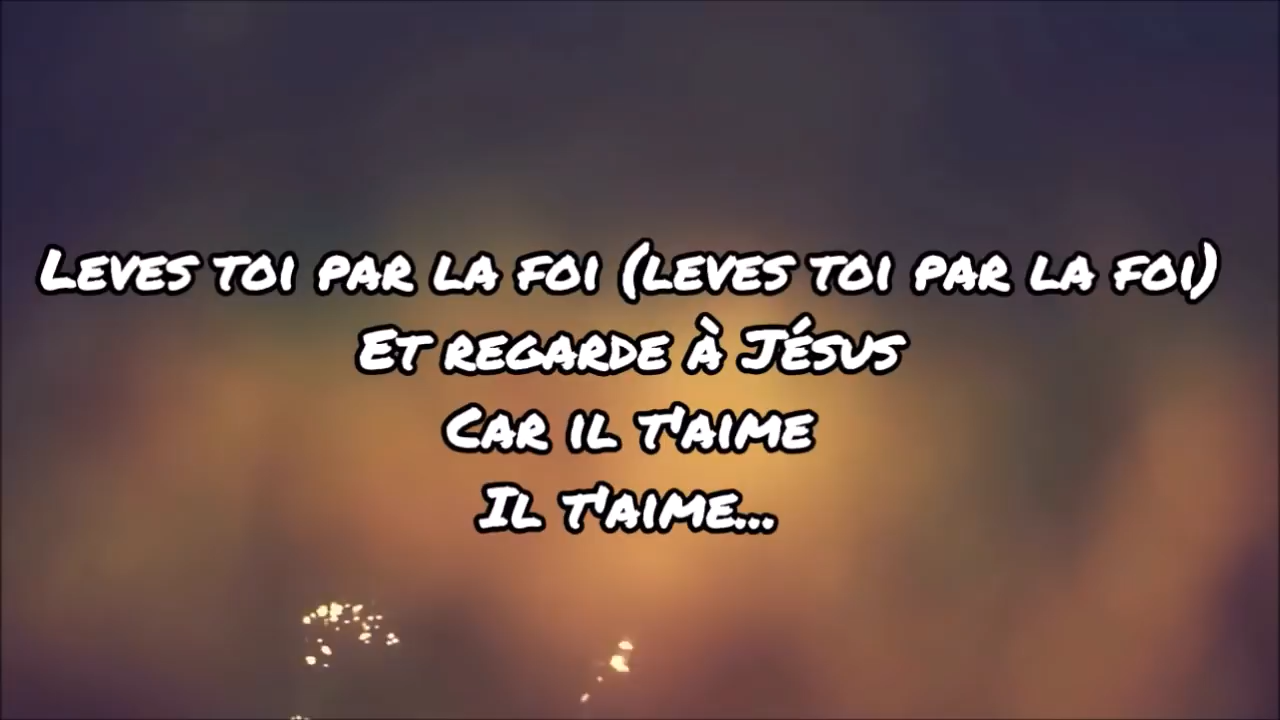 Leves toi par la foi (leves toi par la foi)
Et regarde à Jésus
Car il t'aime
Il t'aime...